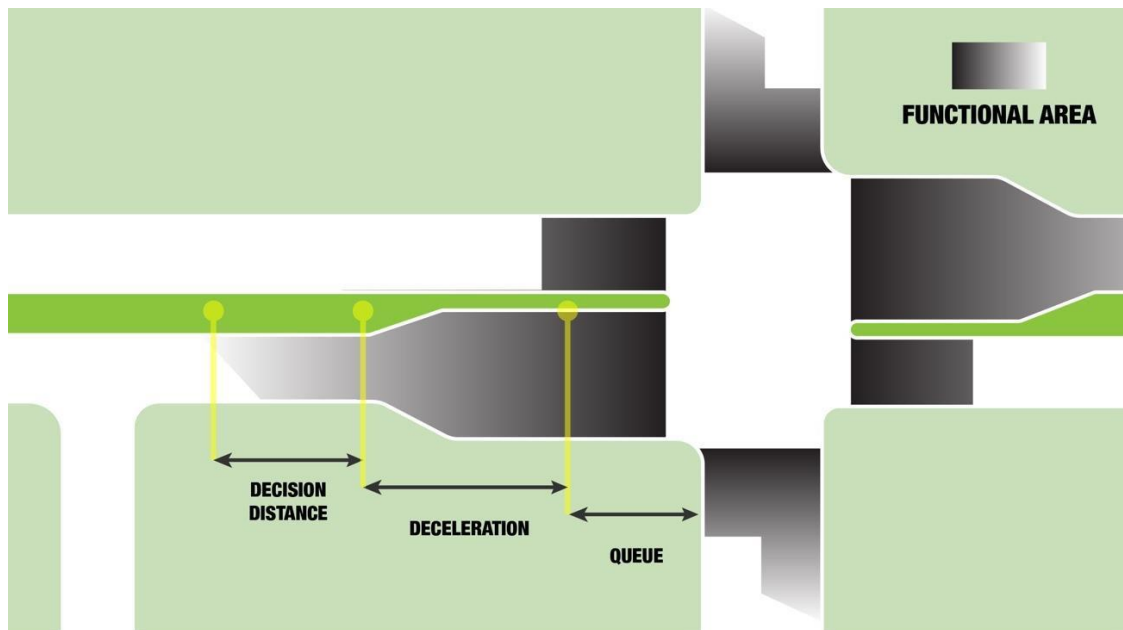 FUNCTIONAL AREA
DECISION
DISTANCE
DECELERATION
QUEUE